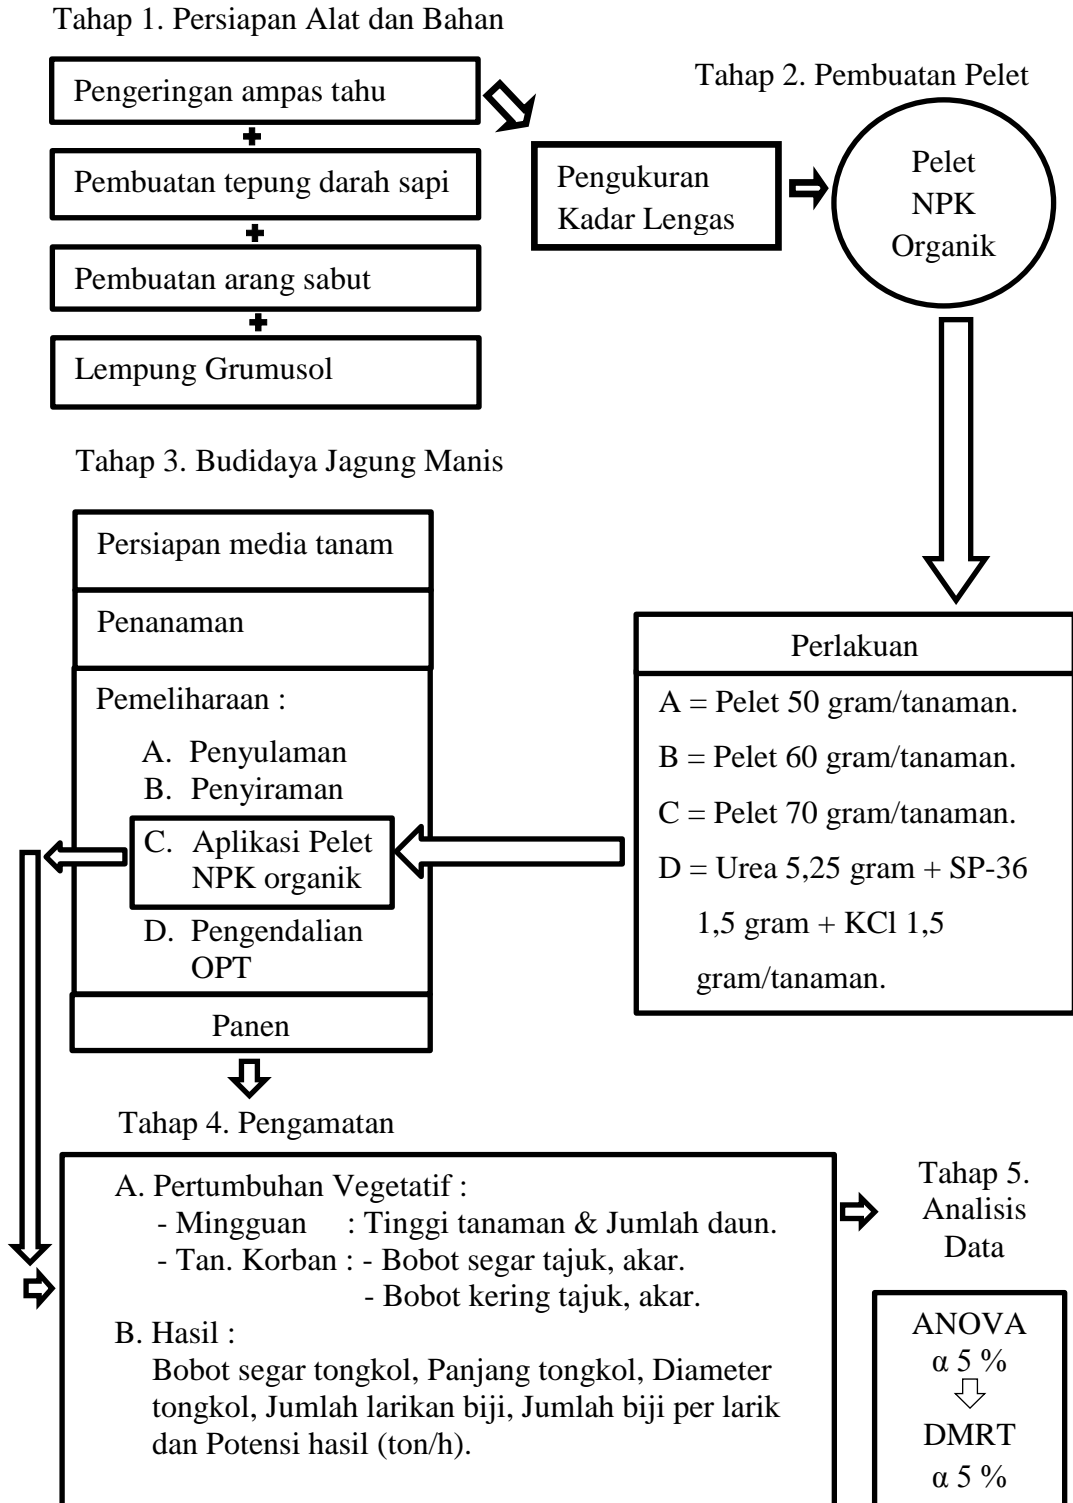 Tahap 1. Persiapan Alat dan Bahan
Pengeringan ampas tahu
Pembuatan tepung darah sapi
Pembuatan arang sabut
Lempung Grumusol
Pengukuran
Kadar Lengas
Tahap 2. Pembuatan Pelet
Pelet
NPK
Organik
Tahap 3. Budidaya Jagung Manis
Persiapan media tanam
Penanaman
Pemeliharaan :
A. Penyulaman
B. Penyiraman
C. Aplikasi Pelet
NPK organik
D. Pengendalian
OPT
Panen
Perlakuan
A = Pelet 50 gram/tanaman.
B = Pelet 60 gram/tanaman.
C = Pelet 70 gram/tanaman.
D = Urea 5,25 gram + SP-36
1,5 gram + KCl 1,5
gram/tanaman.
Tahap 4. Pengamatan
A. Pertumbuhan Vegetatif :
- Mingguan : Tinggi tanaman & Jumlah daun.
- Tan. Korban : - Bobot segar tajuk, akar.
- Bobot kering tajuk, akar.
B. Hasil :
Bobot segar tongkol, Panjang tongkol, Diameter
tongkol, Jumlah larikan biji, Jumlah biji per larik
dan Potensi hasil (ton/h).
Tahap 5.
Analisis
Data
ANOVA
α 5 %
DMRT
α 5 %